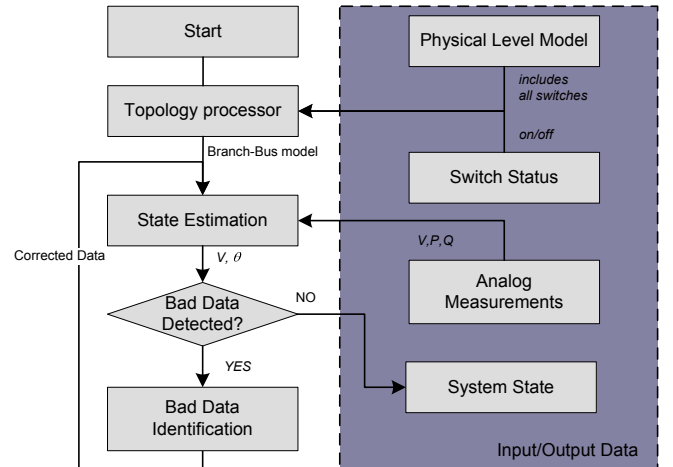 Start
Physical Level Model
includes
all switches
Topology processor
on/off
Branch-Bus model
Switch Status
State Estimation
V,P,Q
Corrected Data
V, θ
Analog
Measurements
Bad Data
Detected?
NO
YES
System State
Bad Data
Identification
Input/Output Data